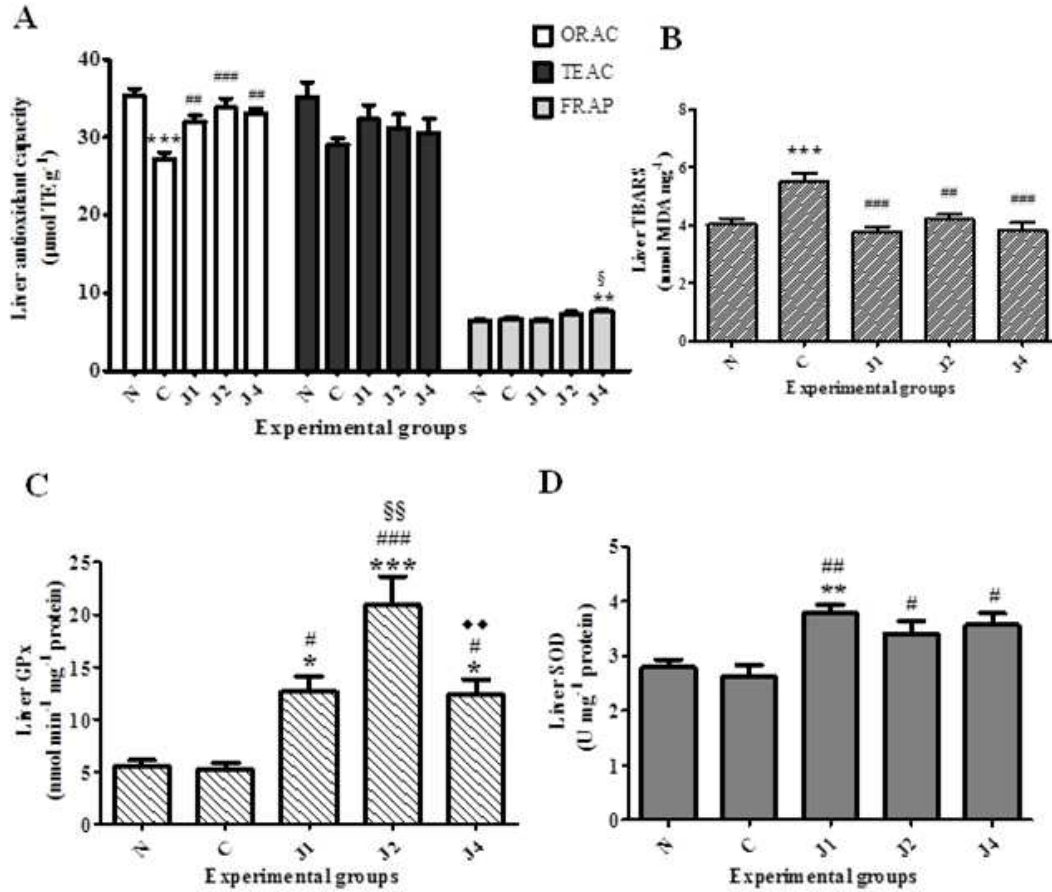 A
Liver antioxidant capacity
(µmol TE g-1)
40
30
20
10
0
***
##
###
##
§
**
N
C
J1
J2
J4
N
C
J1
J2
J4
N
C
J1
J2
J4
Experimental groups
ORAC
TEAC
FRAP
B
Liver TBARS
(nmol MDA mg-1)
8
6
4
2
0
***
###
##
###
N
C
J1
J2
J4
Experimental groups
C
Liver GPx
(nmol min-1 mg-1 protein)
25
20
15
10
5
0
#
*
§§
###
***
♦♦
#
*
N
C
J1
J2
J4
Experimental groups
D
Liver SOD
(U mg-1 protein)
5
4
3
2
1
0
##
**
#
#
N
C
J1
J2
J4
Experimental groups